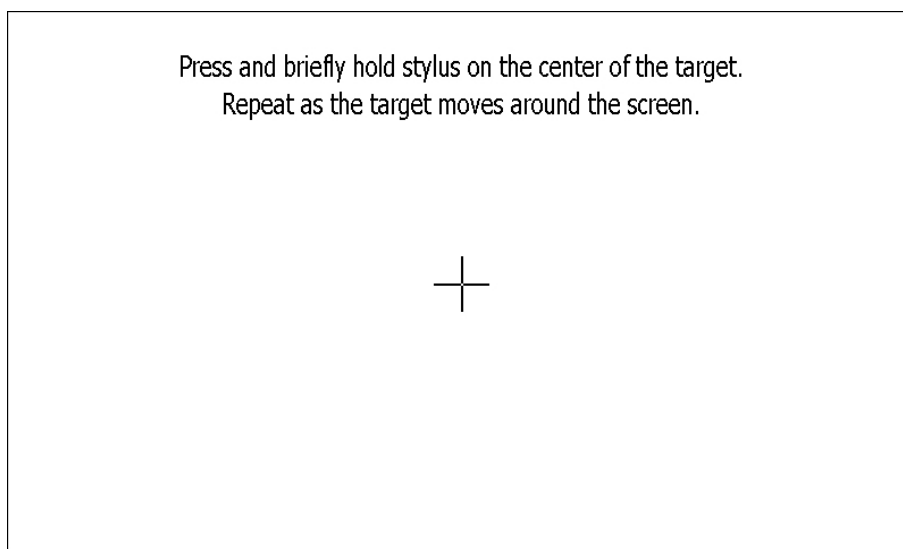 Press and briefly hold stylus on the center of the target.
Repeat as the target moves around the screen.